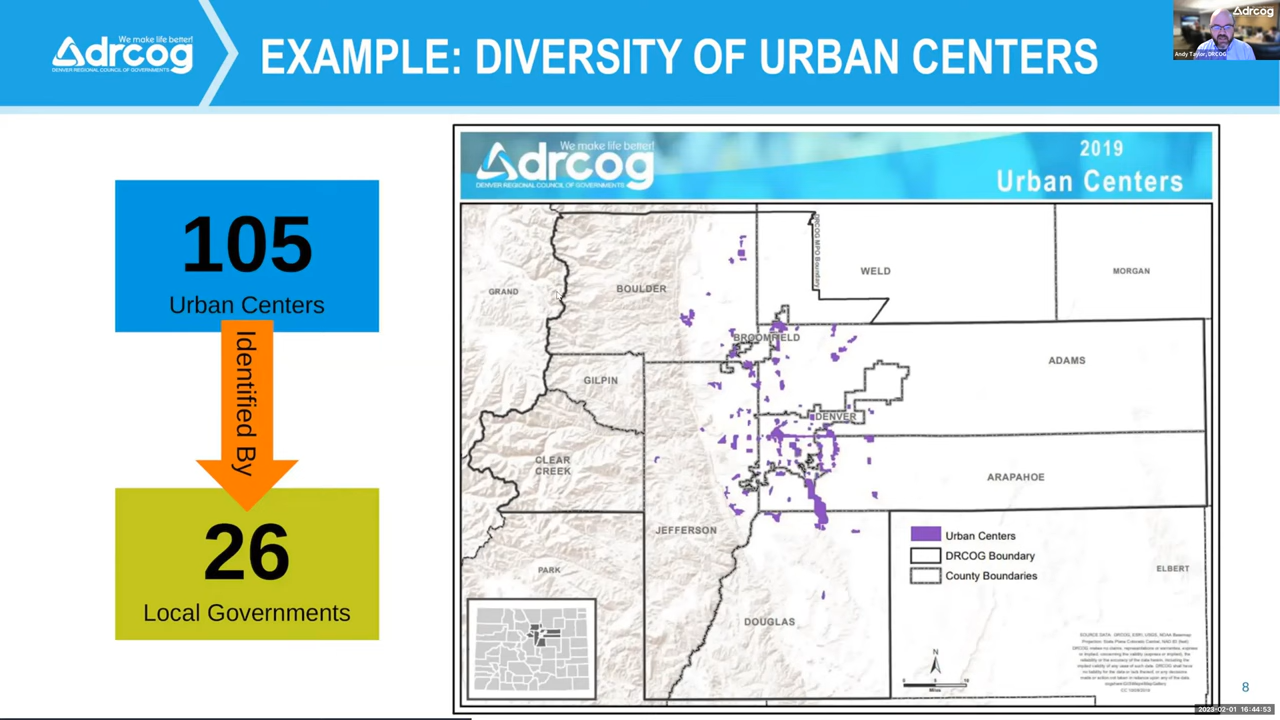 We make life better!
drcog
DENVER REGIONAL COUNCIL OF GOVERNMENTS
EXAMPLE: DIVERSITY OF URBAN CENTERS
drcog
Andy Taylor, DRCOG
105
Urban Centers
Identified By
26
Local Governments
We make life better!
drcog
DENVER REGIONAL COUNCIL OF GOVERNMENTS
2019
Urban Centers
DRCOG MPO Boundary
WELD
MORGAN
GRAND
BOULDER
BROOMFIELD
ADAMS
GILPIN
DENVER
CLEAR
CREEK
ARAPAHOE
JEFFERSON
Urban Centers
DRCOG Boundary
County Boundaries
PARK
ELBERT
DOUGLAS
N
Miles
8
2023-02-01 16:44:53